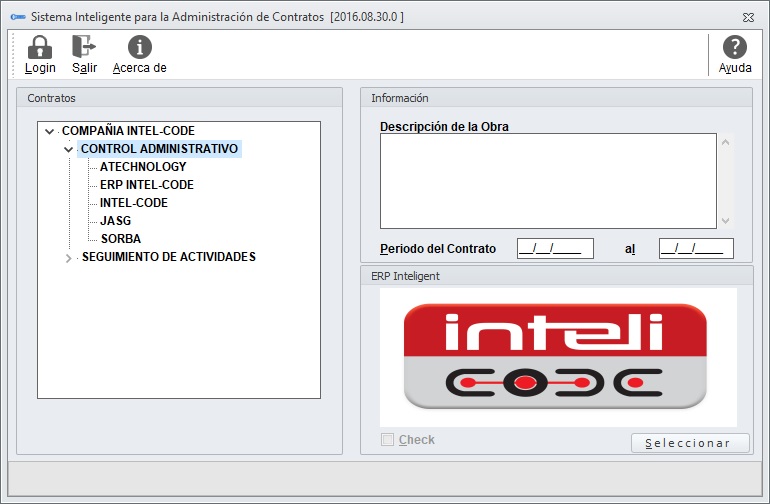 Sistema Inteligente para la Administración de Contratos [2016.08.30.0 ]
Login Salir Acerca de Ayuda
Contratos
COMPAÑIA INTEL-CODE
CONTROL ADMINISTRATIVO
ATECHNOLOGY
ERP INTEL-CODE
INTEL-CODE
JASG
SORBA
SEGUIMIENTO DE ACTIVIDADES
Información
Descripción de la Obra
Periodo del Contrato __/__/____ al __/__/____
ERP Inteligent
inteli
CODE
Check
Seleccionar